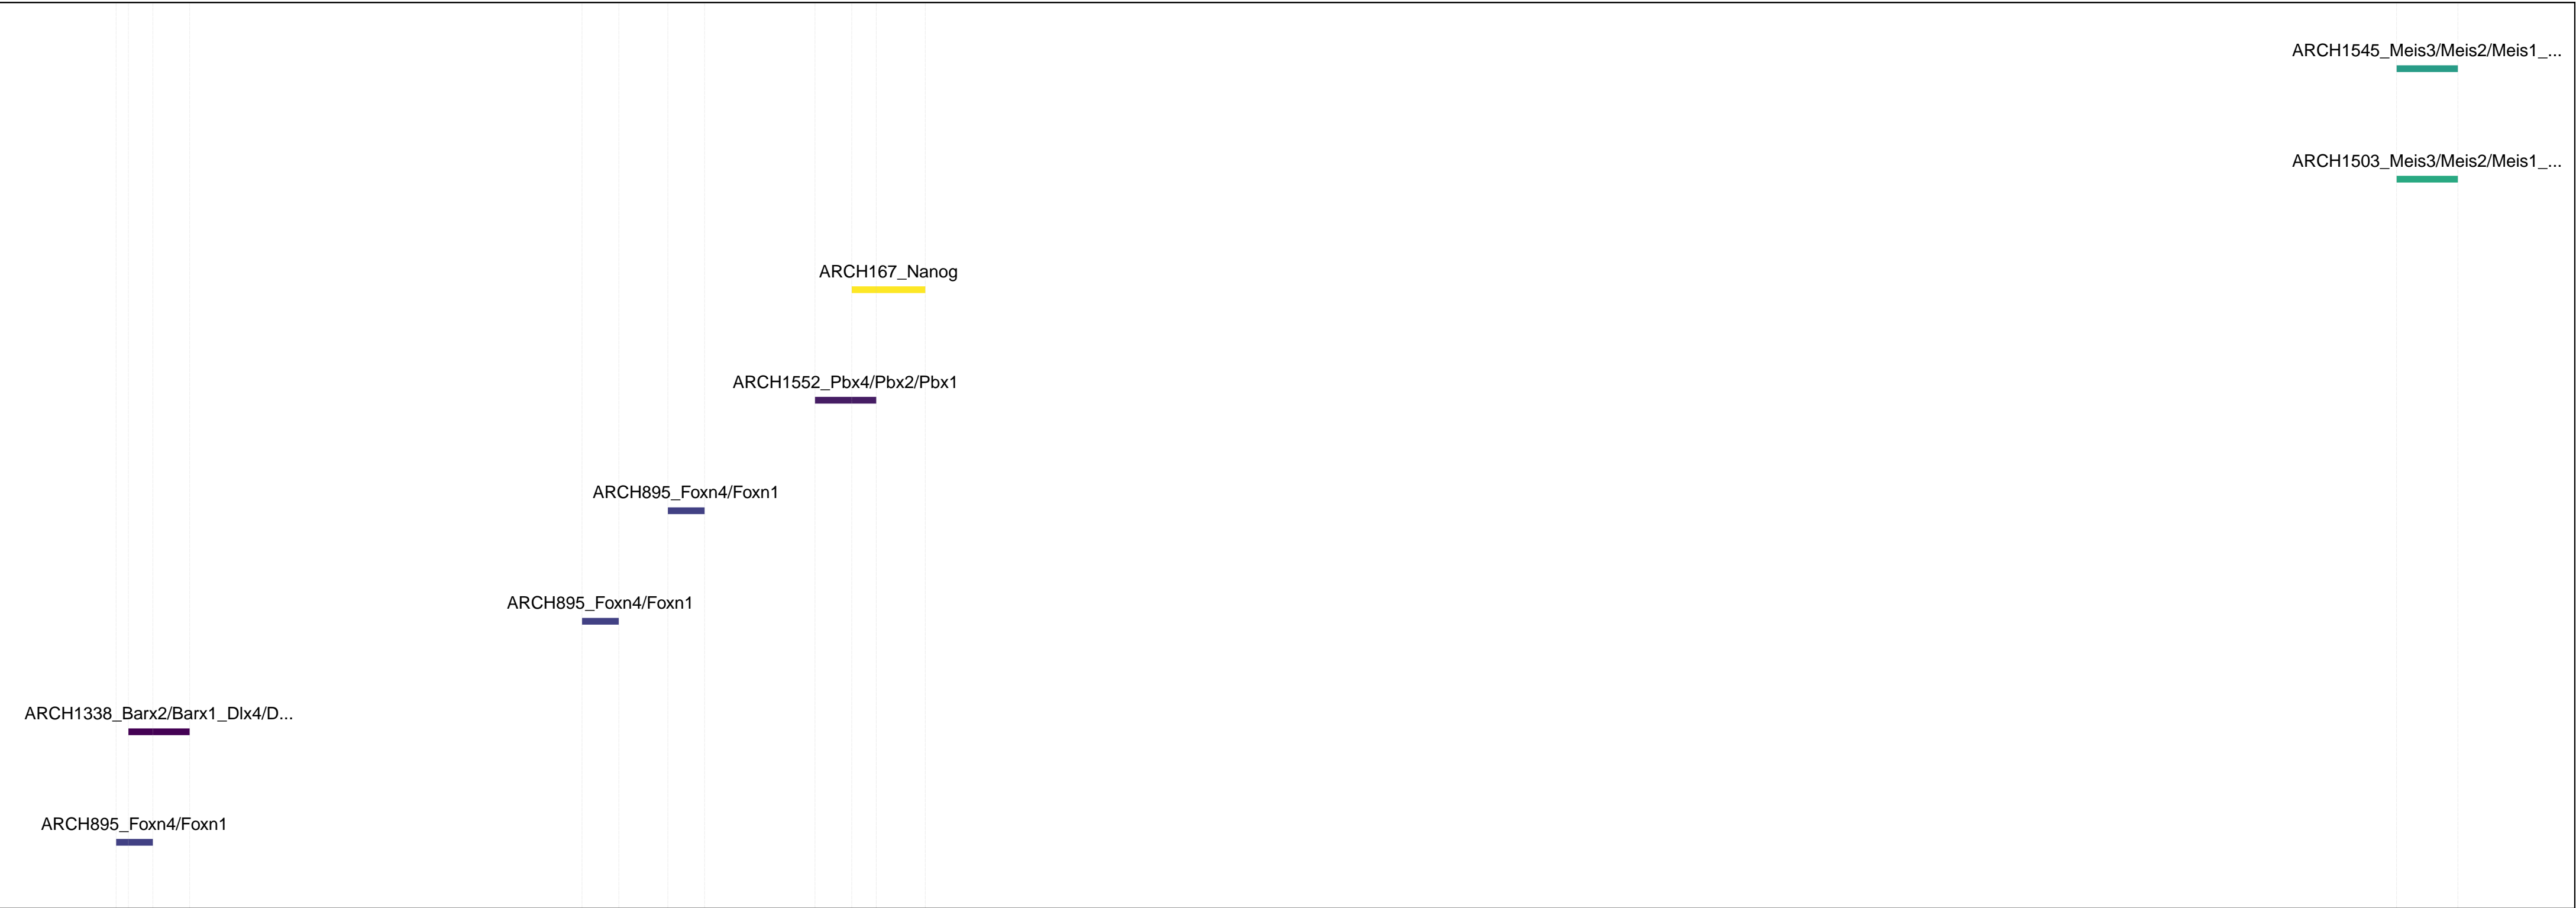 ARCH1545_Meis3/Meis2/Meis1_...
ARCH1503_Meis3/Meis2/Meis1_...
ARCH167_Nanog
ARCH1552_Pbx4/Pbx2/Pbx1
ARCH895_Foxn4/Foxn1
ARCH895_Foxn4/Foxn1
ARCH1338_Barx2/Barx1_Dlx4/D...
ARCH895_Foxn4/Foxn1